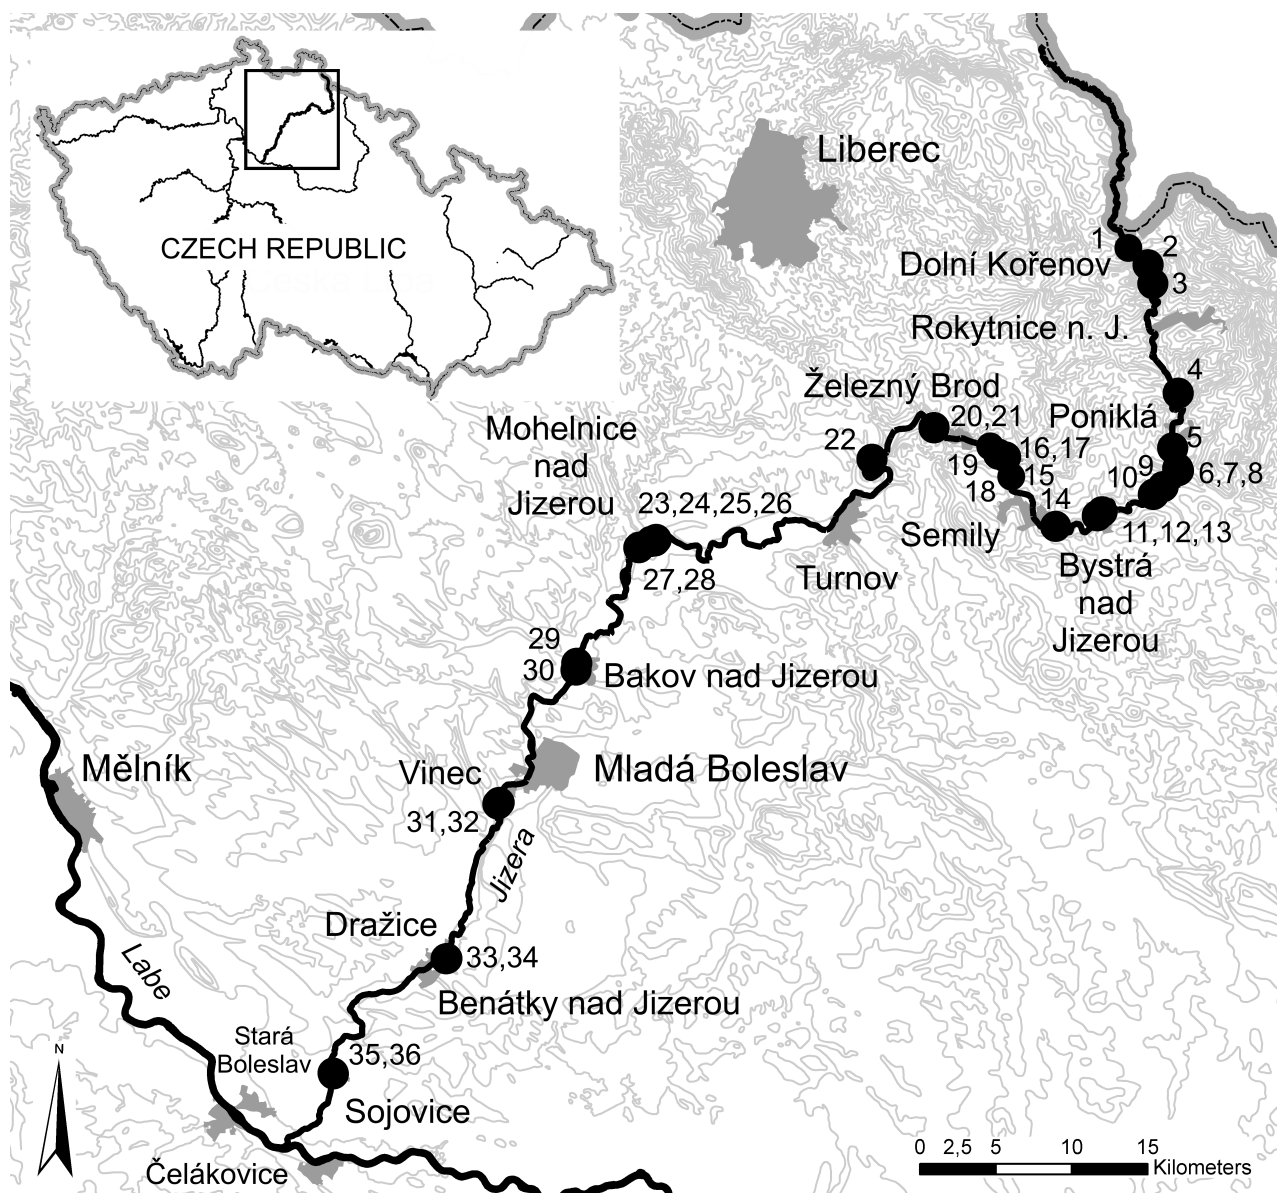 Liberec
CZECH REPUBLIC
1
2
Dolní Kořenov
3
Rokytnice n. J.
4
Železný Brod
Poniklá
20,21
Mohelnice
nad
Jizerou
22
5
16,17
19
15
10
9
6,7,8
18
14
23,24,25,26
Semily
11,12,13
27,28
Turnov
Bystrá
nad
Jizerou
29
30
Bakov nad Jizerou
Mělník
Vinec
Mladá Boleslav
31,32
Jizera
Dražice
33,34
Labe
Benátky nad Jizerou
Stará
Boleslav
35,36
N
Sojovice
Čelákovice
0 2,5 5 10 15
Kilometers